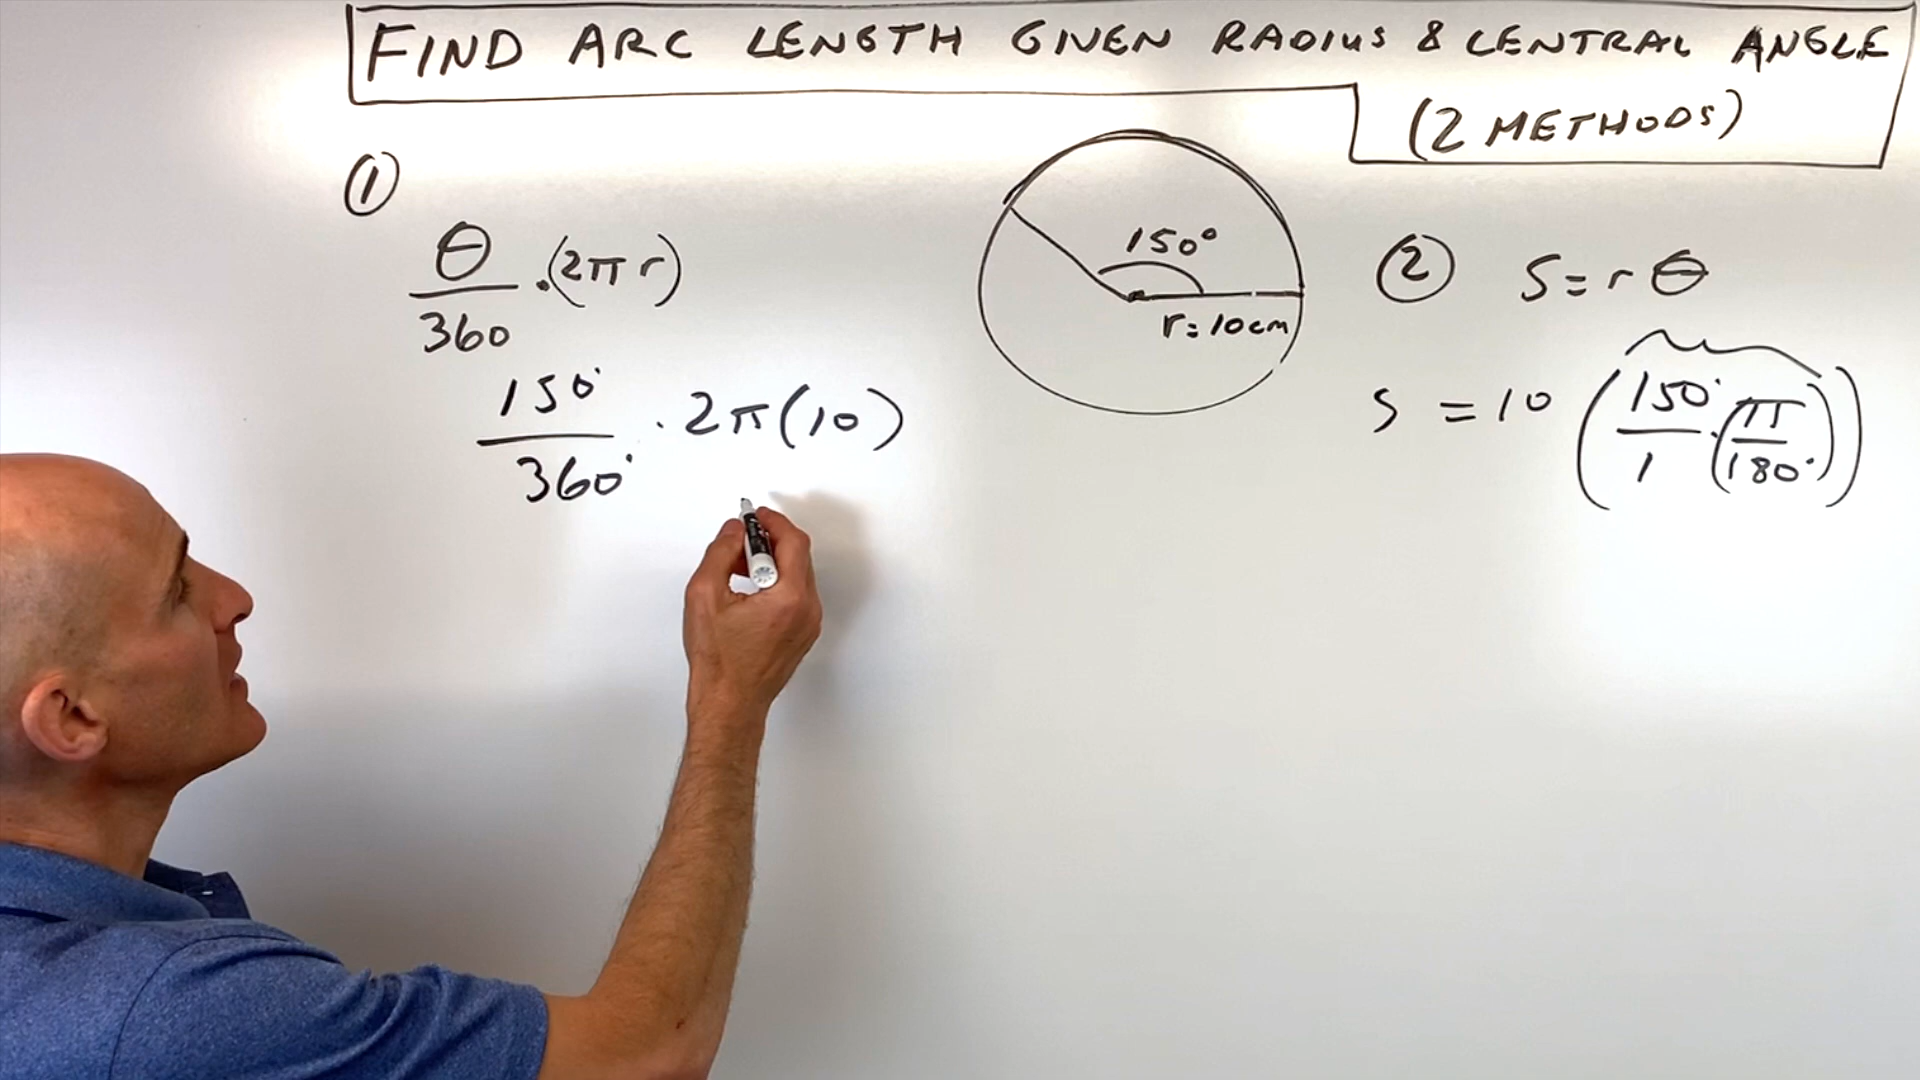 FIND ARC LENGTH GIVEN RADIUS & CENTRAL ANGLE
(2 METHODS)
①
θ/360 ·(2πr)
150°/360° · 2π(10)
150°
r=10cm
② S=rθ
S = 10 (150°/1 ·(π/180°))